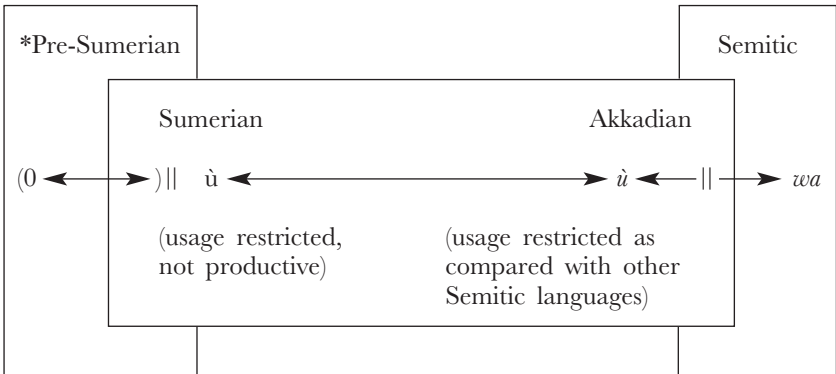 *Pre-Sumerian Semitic
Sumerian Akkadian
(0 )|| ù ù || wa
(usage restricted, (usage restricted as
not productive) compared with other
Semitic languages)